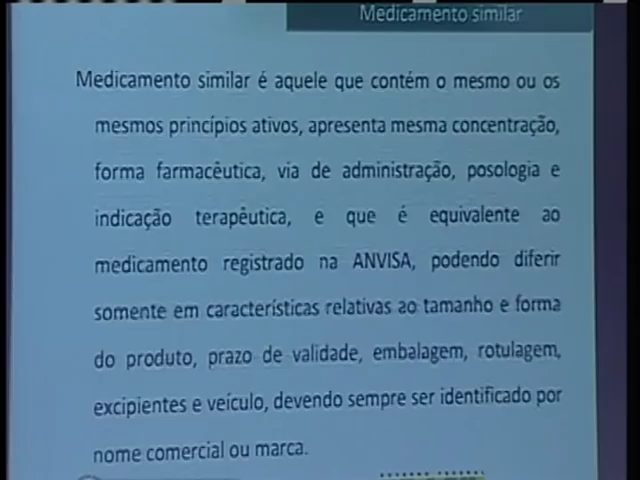 Medicamento similar
Medicamento similar é aquele que contém o mesmo ou os
mesmos princípios ativos, apresenta mesma concentração,
forma farmacêutica, via de administração, posologia e
indicação terapêutica, e que é equivalente ao
medicamento registrado na ANVISA, podendo diferir
somente em características relativas ao tamanho e forma
do produto, prazo de validade, embalagem, rotulagem,
excipientes e veículo, devendo sempre ser identificado por
nome comercial ou marca.